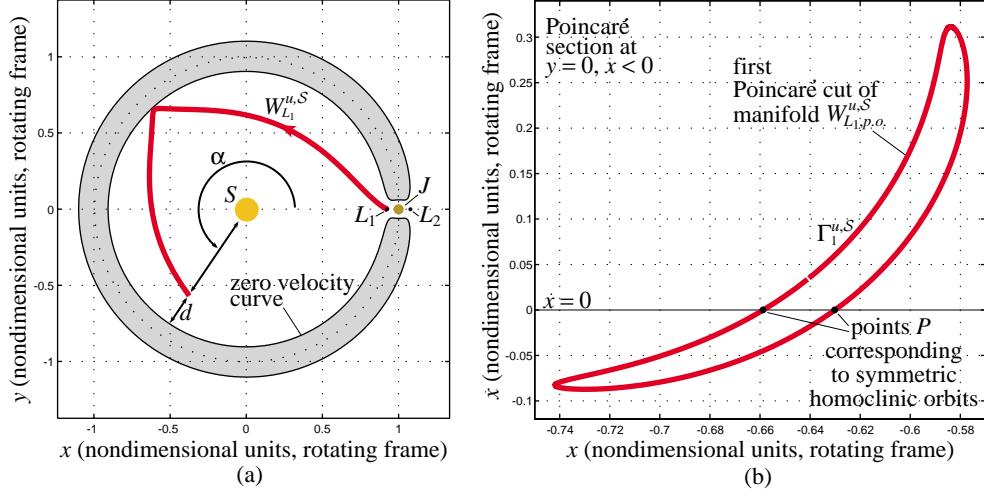 y (nondimensional units, rotating frame)
1
0.5
0
-0.5
-1
-1
-0.5
0
0.5
1
W_{L_1}^{u,S}
α
S
J
L_1
L_2
d
zero velocity
curve
x (nondimensional units, rotating frame)
(a)
ẋ (nondimensional units, rotating frame)
0.3
0.25
0.2
0.15
0.1
0.05
0
-0.05
-0.1
Poincaré
section at
y = 0, x < 0
first
Poincaré cut of
manifold W_{L_1,p.o.}^{u,S}
Γ_1^{u,S}
ẋ = 0
points P
corresponding
to symmetric
homoclinic orbits
-0.74
-0.72
-0.7
-0.68
-0.66
-0.64
-0.62
-0.6
-0.58
x (nondimensional units, rotating frame)
(b)